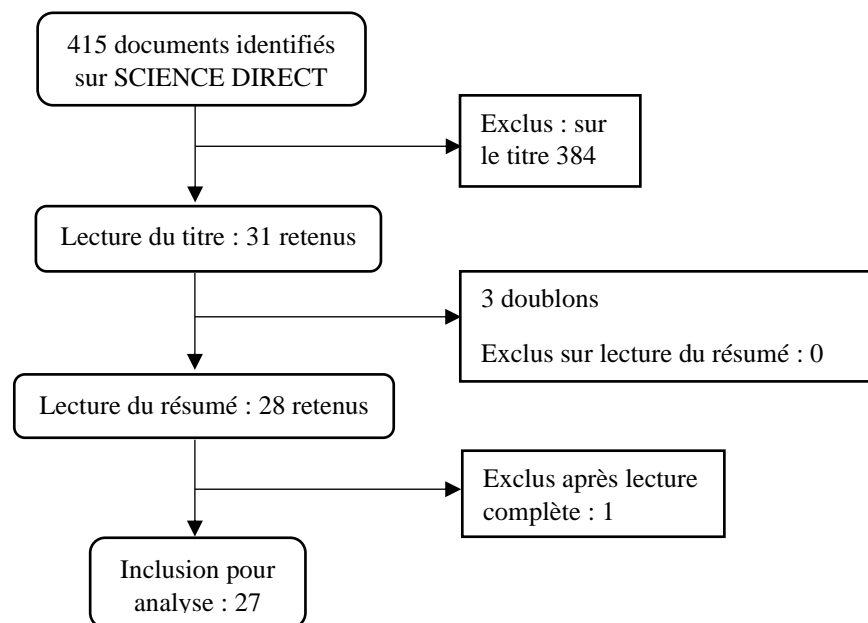 415 documents identifiés
sur SCIENCE DIRECT
Exclus : sur
le titre 384
Lecture du titre : 31 retenus
3 doublons
Exclus sur lecture du résumé : 0
Lecture du résumé : 28 retenus
Exclus après lecture
complète : 1
Inclusion pour
analyse : 27